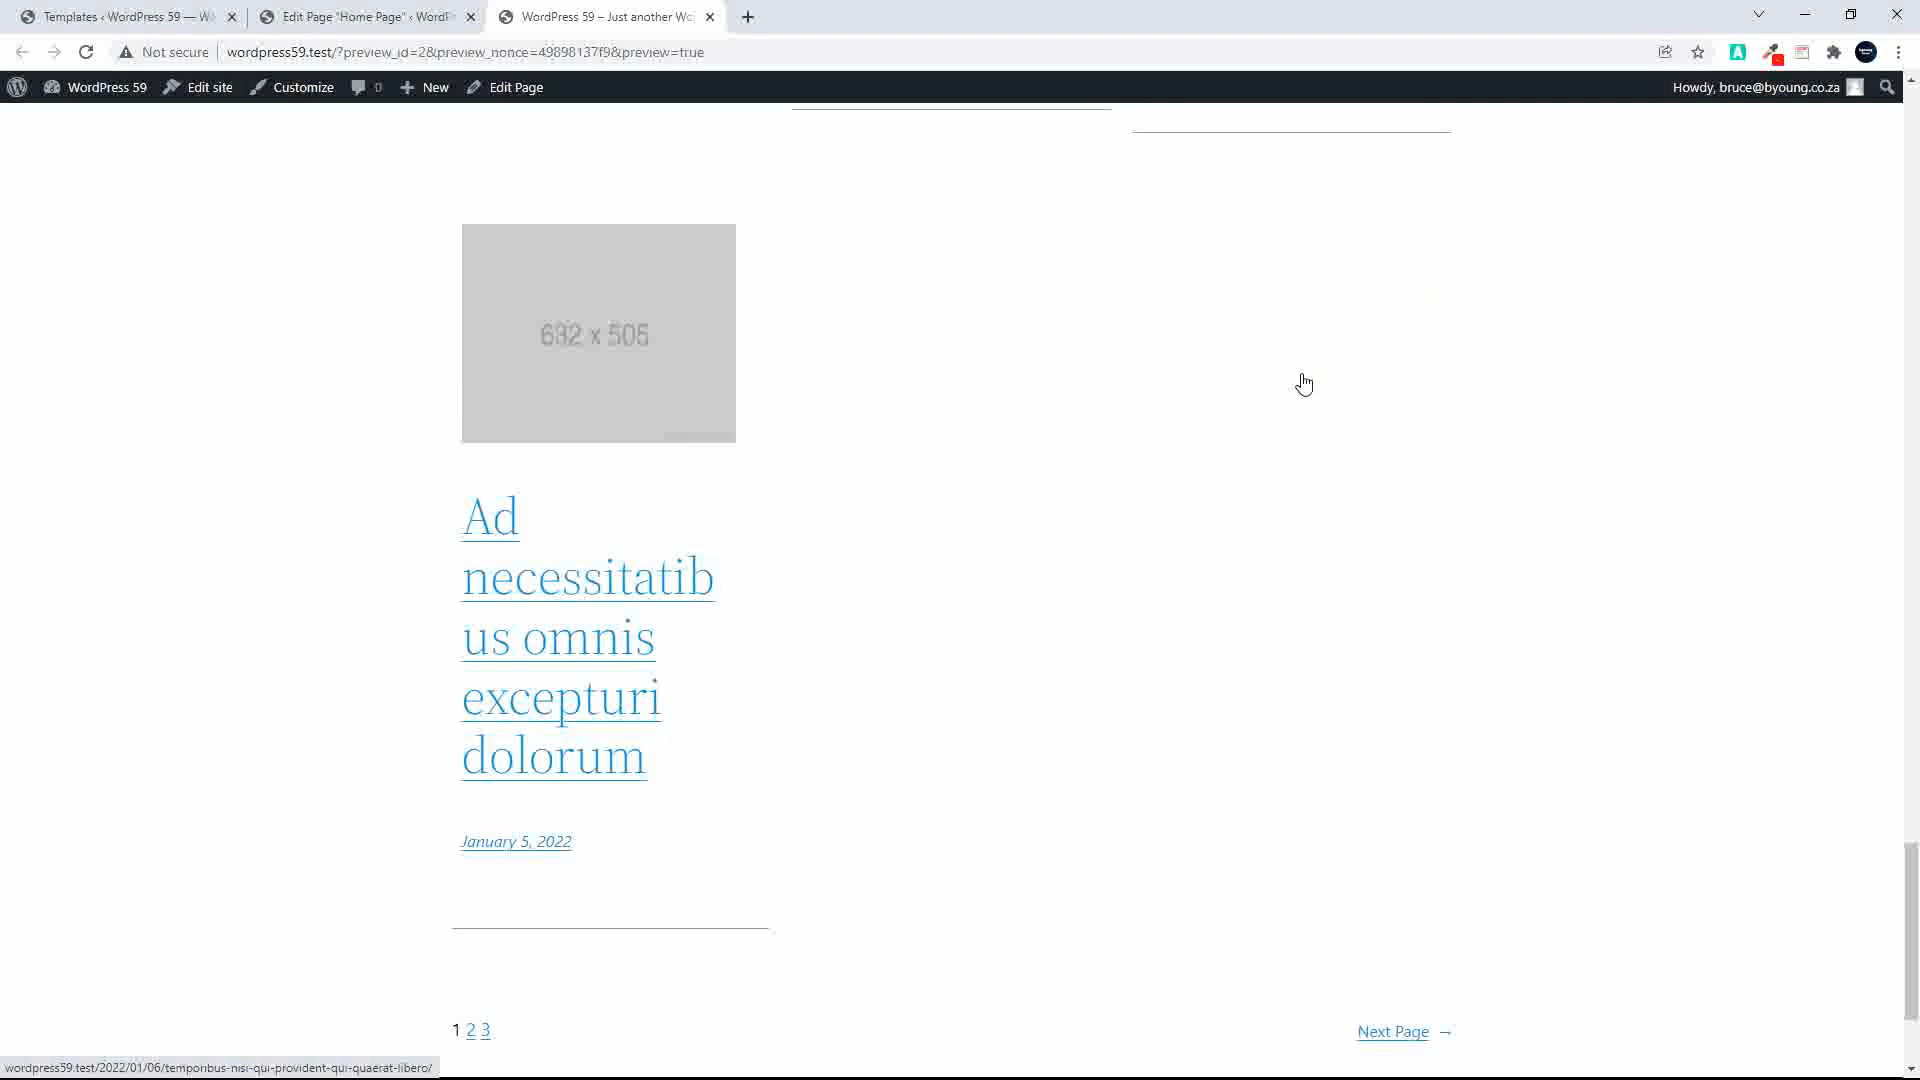 Templates ‹ WordPress 59 — W
Edit Page "Home Page" ‹ WordP
WordPress 59 – Just another Wo
Not secure
wordpress59.test/?preview_id=2&preview_nonce=49898137f9&preview=true
WordPress 59
Edit site
Customize
0
New
Edit Page
Howdy, bruce@byoung.co.za
692 x 505
Ad
necessitatib
us omnis
excepturi
dolorum
January 5, 2022
1 2 3
Next Page →
wordpress59.test/2022/01/06/temporibus-nisi-qui-provident-qui-quaerat-libero/